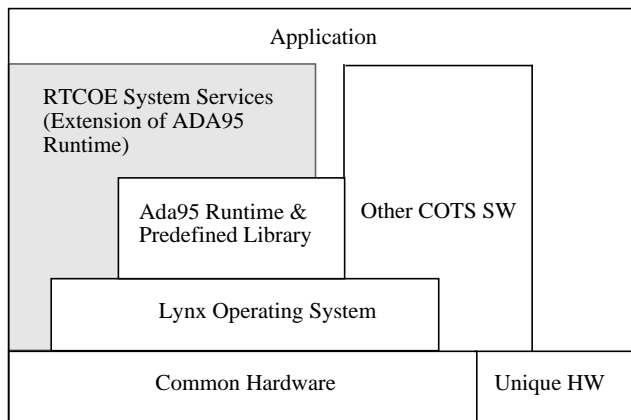 Application
RTCOE System Services
(Extension of ADA95
Runtime)
Ada95 Runtime &
Predefined Library
Other COTS SW
Lynx Operating System
Common Hardware
Unique HW